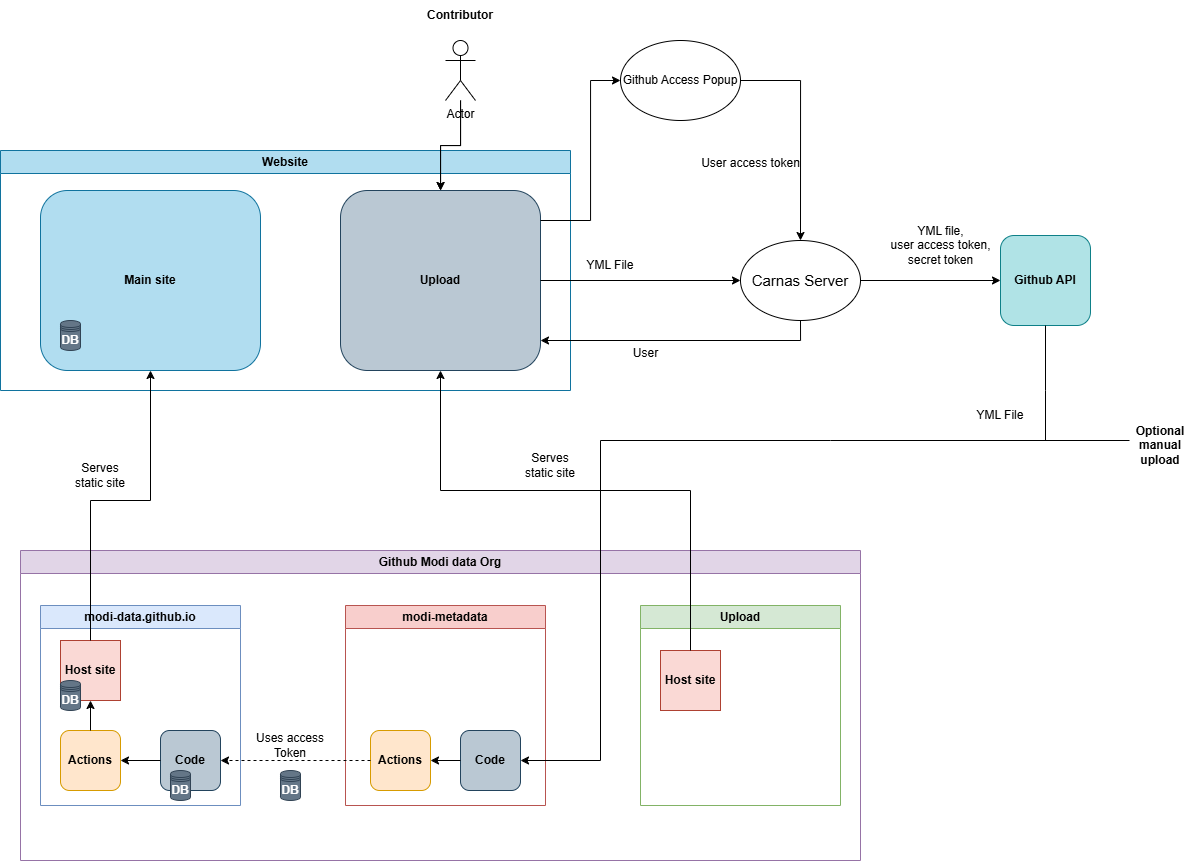 Contributor
Github Access Popup
Actor
Website
User access token
YML file,
user access token,
secret token
YML File
Main site
Upload
Carnas Server
Github API
DB
User
YML File
Optional
manual
upload
Serves
static site
Serves
static site
Github Modi data Org
modi-data.github.io
modi-metadata
Upload
Host site
Host site
DB
Uses access
Token
Actions
Code
Actions
Code
DB
DB